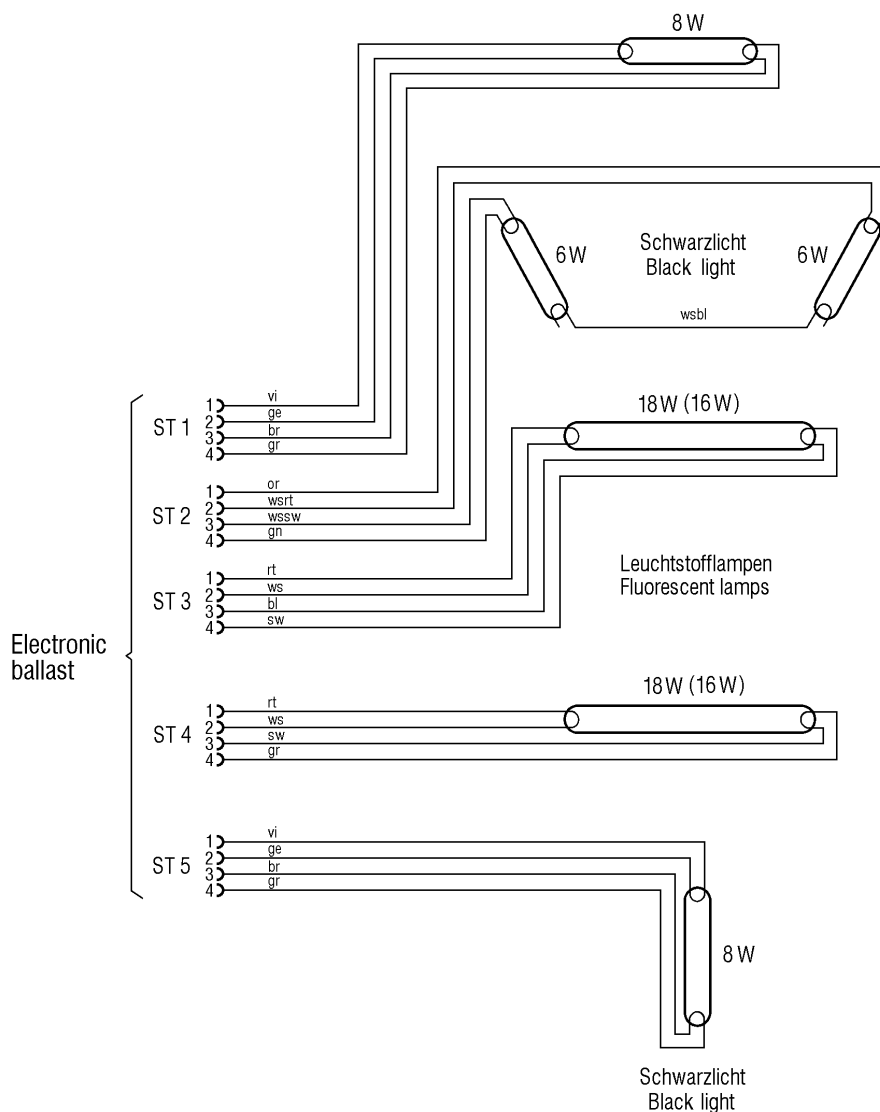 8 W
6 W
Schwarzlicht
Black light
6 W
wsbl
ST 1
1 vi
2 ge
3 br
4 gr
18 W (16 W)
ST 2
1 or
2 wsrt
3 wssw
4 gn
ST 3
1 rt
2 ws
3 bl
4 sw
Leuchtstofflampen
Fluorescent lamps
Electronic
ballast
18 W (16 W)
ST 4
1 rt
2 ws
3 sw
4 gr
ST 5
1 vi
2 ge
3 br
4 gr
8 W
Schwarzlicht
Black light